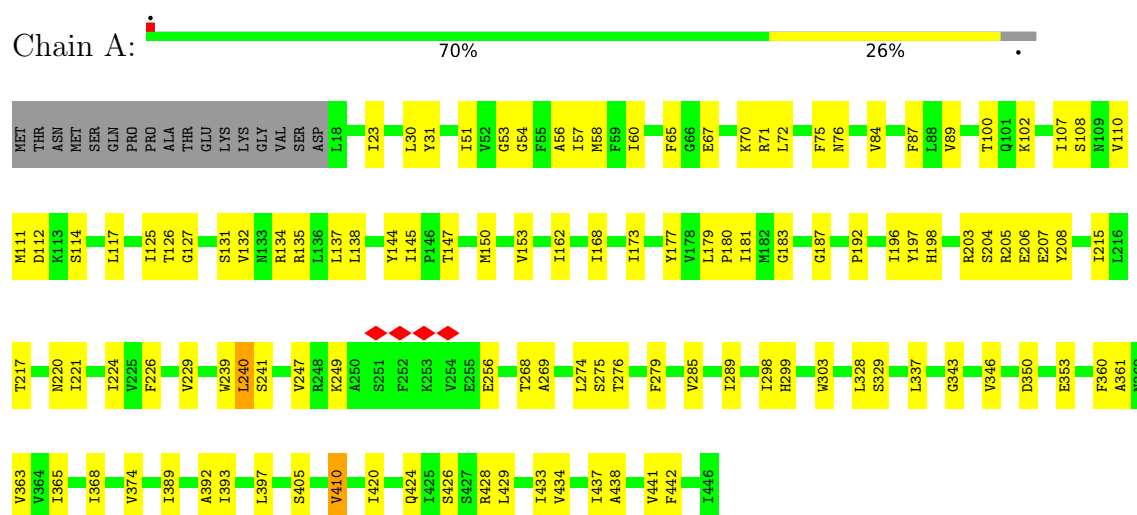 Chain A:
70%
26%
MET THR ASN MET SER GLN PRO PRO ALA THR GLU LYS LYS GLY VAL SER ASP L18 I23 L30 Y31 I51 V52 G53 G54 F55 A56 I57 M58 F59 I60 F65 G66 E67 K70 R71 L72 F75 N76 V84 F87 L88 V89 T100 Q101 K102 I107 S108 N109 V110
M111 D112 K113 S114 L117 I125 T126 G127 S131 V132 N133 R134 R135 L136 L137 L138 Y144 I145 P146 T147 M150 V153 I162 I168 I173 Y177 V178 L179 P180 I181 M182 G183 G187 P192 I196 Y197 H198 R203 S204 R205 E206 E207 Y208 I215 L216
T217 N220 I221 I224 V225 F226 V229 W239 L240 S241 V247 R248 K249 A250 S251 F252 K253 V254 E255 E256 T268 A269 L274 S275 T276 F279 V285 I289 I298 H299 W303 L328 S329 L337 G343 V346 D350 E353 F360 A361
V363 V364 I365 I368 V374 I389 A392 I393 L397 S405 V410 I420 Q424 I425 S426 S427 R428 L429 I433 V434 I437 A438 V441 F442 I446